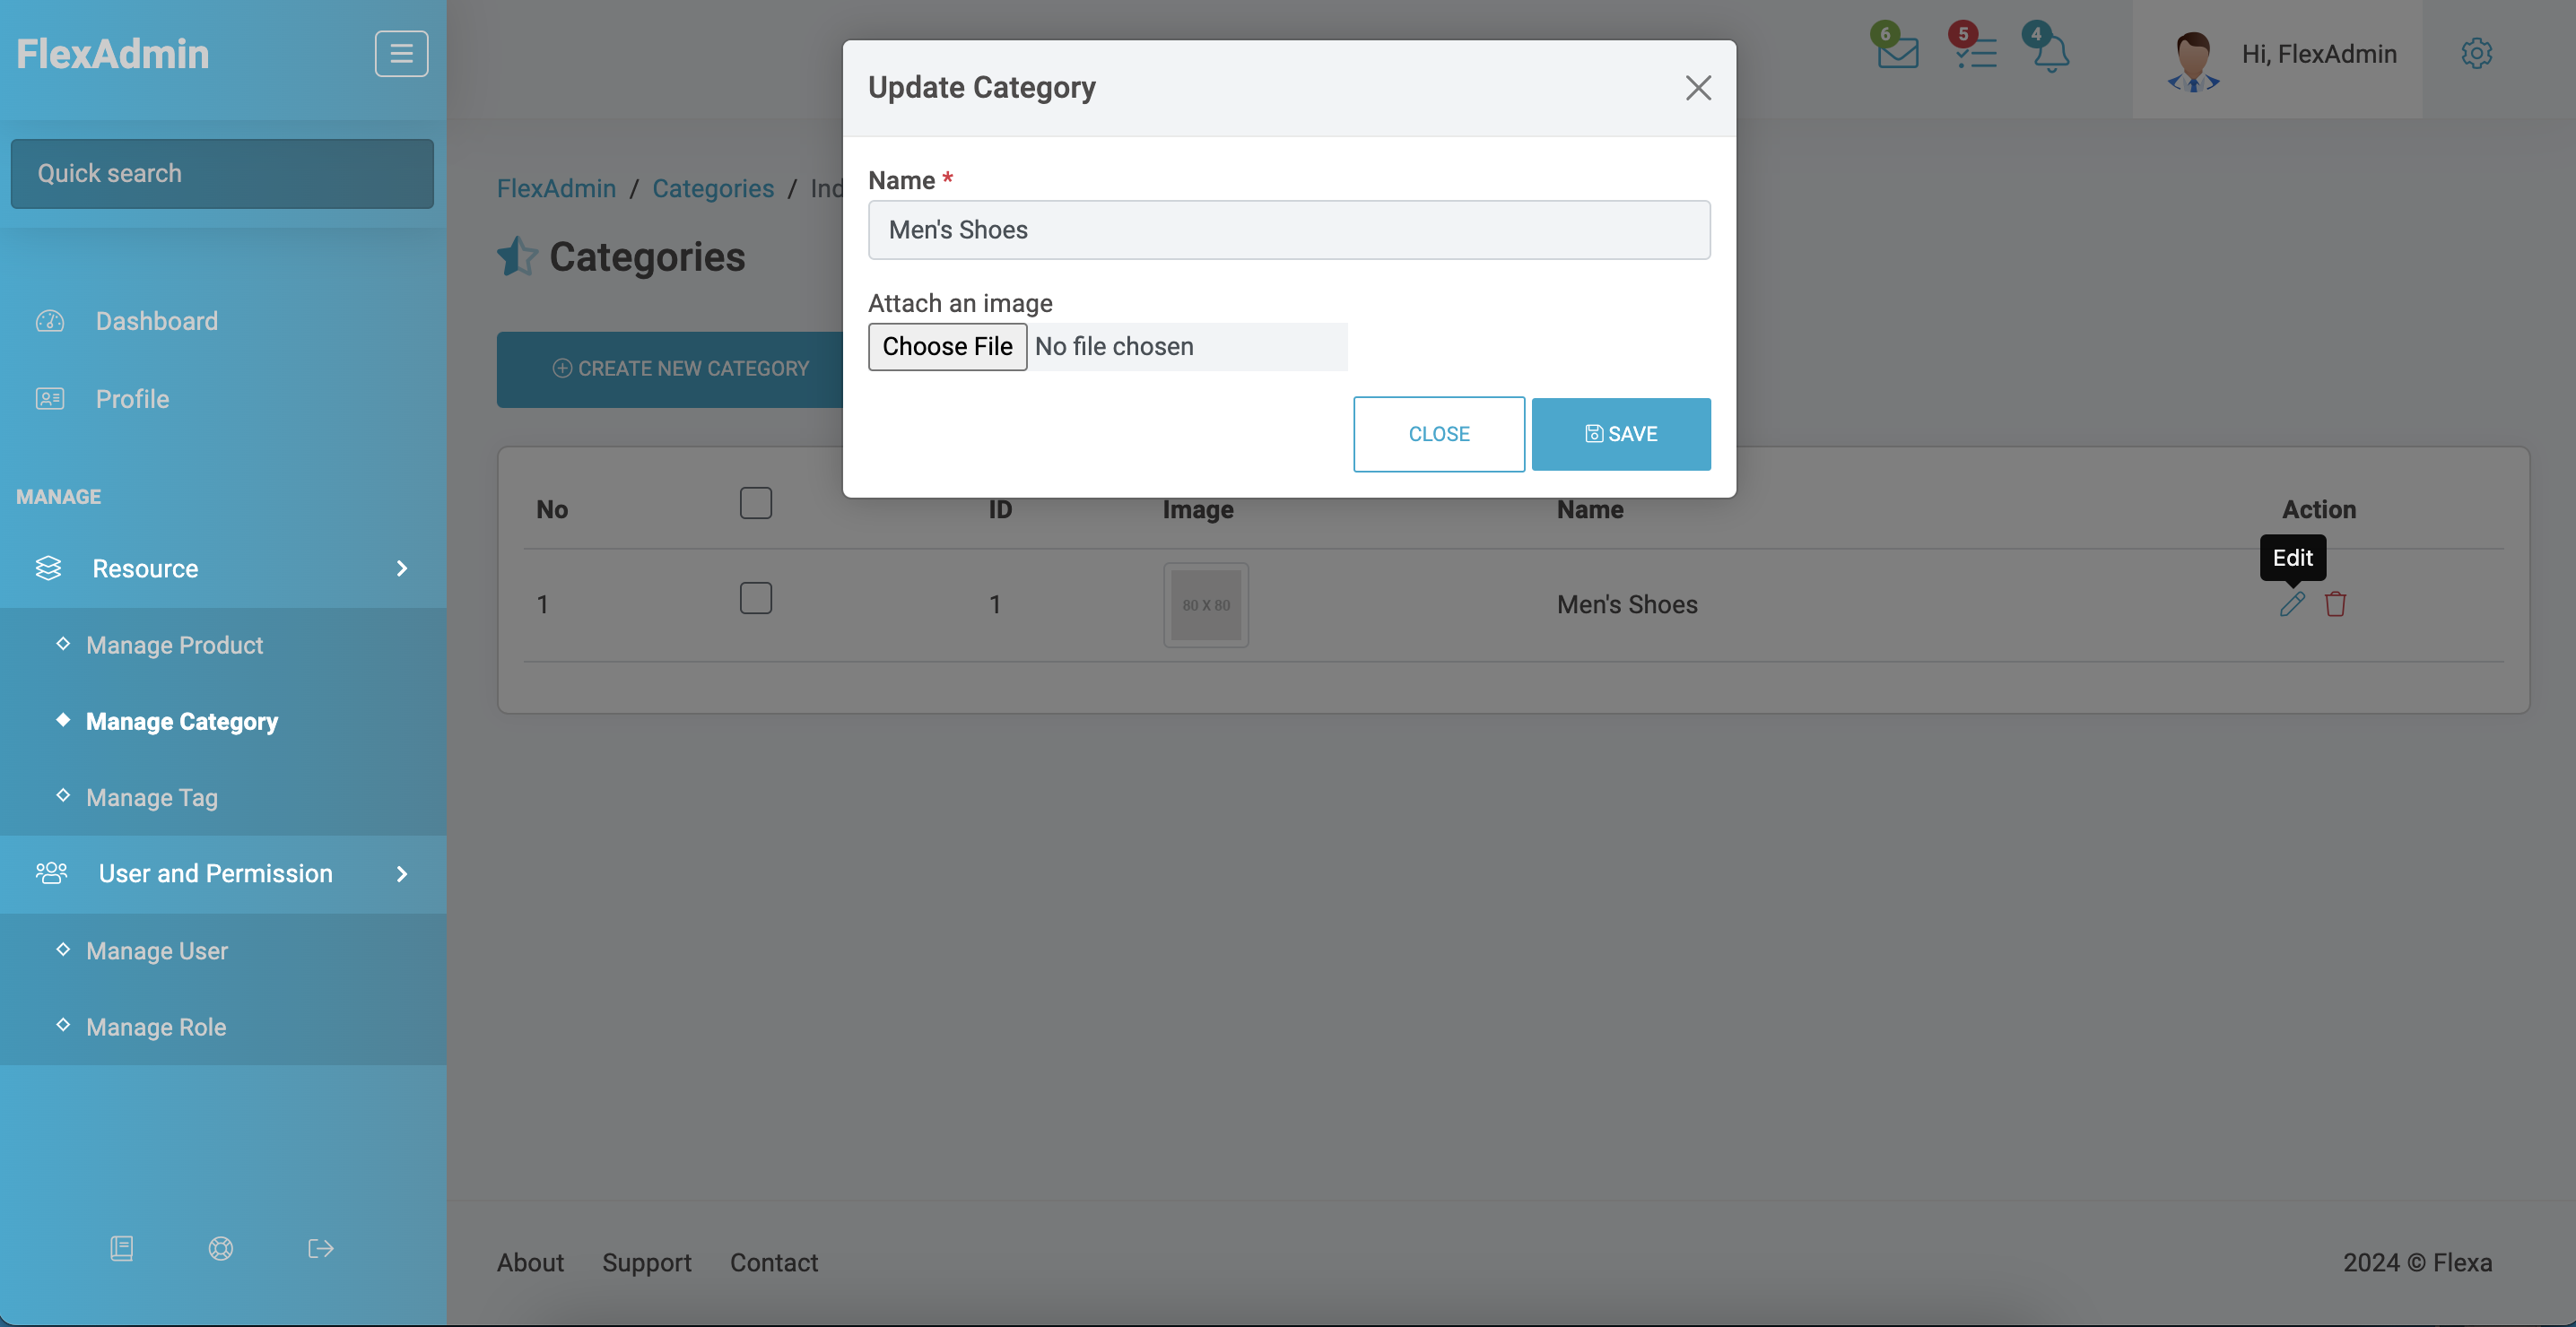 FlexAdmin
Quick search
Dashboard
Profile
MANAGE
Resource
Manage Product
Manage Category
Manage Tag
User and Permission
Manage User
Manage Role
6
5
4
Hi, FlexAdmin
FlexAdmin / Categories / Ind
Categories
CREATE NEW CATEGORY
Update Category
Name *
Men's Shoes
Attach an image
Choose File No file chosen
CLOSE SAVE
No ID Image Name Action
Edit
1 1 80 X 80 Men's Shoes
About Support Contact
2024 © Flexa